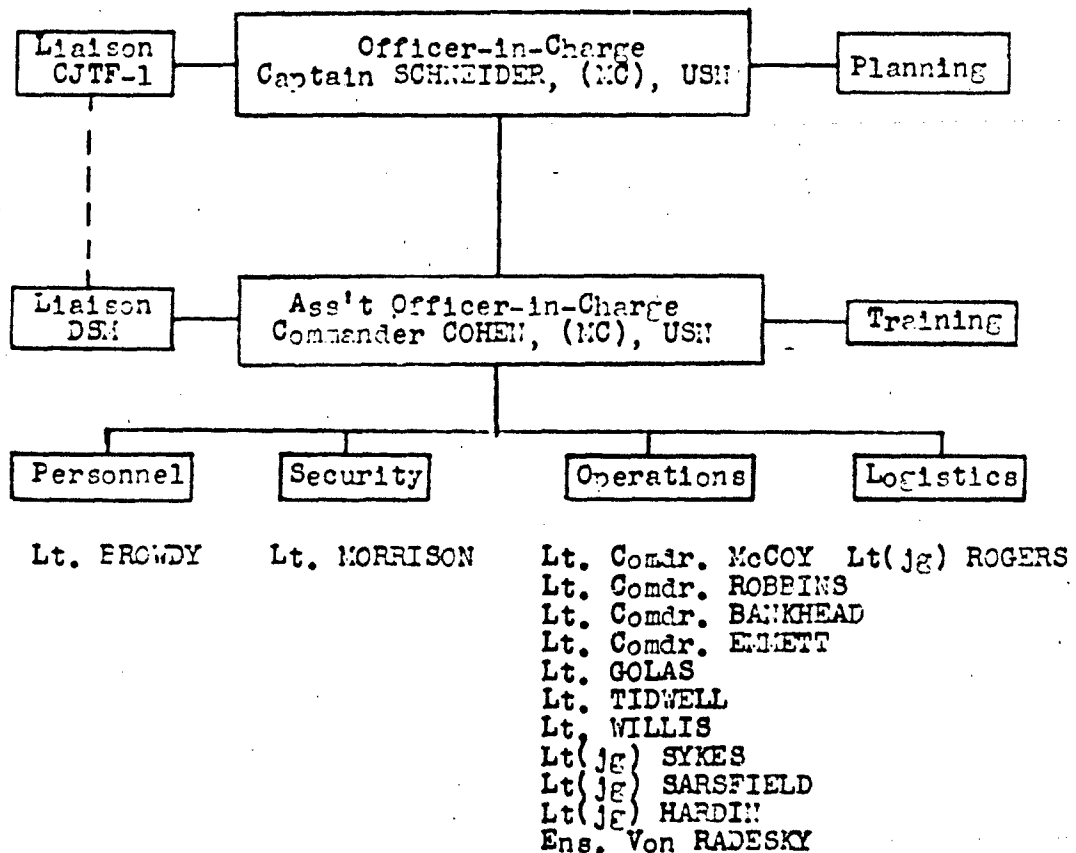 Liaison
CJTF-1
Officer-in-Charge
Captain SCHNEIDER, (MC), USN
Planning
Liaison
DSM
Ass't Officer-in-Charge
Commander COHEN, (MC), USN
Training
Personnel
Security
Operations
Logistics
Lt. BROWDY
Lt. MORRISON
Lt. Comdr. McCOY
Lt. Comdr. ROBBINS
Lt. Comdr. BANKHEAD
Lt. Comdr. EMMETT
Lt. GOLAS
Lt. TIDWELL
Lt. WILLIS
Lt(jg) SYKES
Lt(jg) SARSFIELD
Lt(jg) HARDIN
Ens. Von RADESKY
Lt(jg) ROGERS